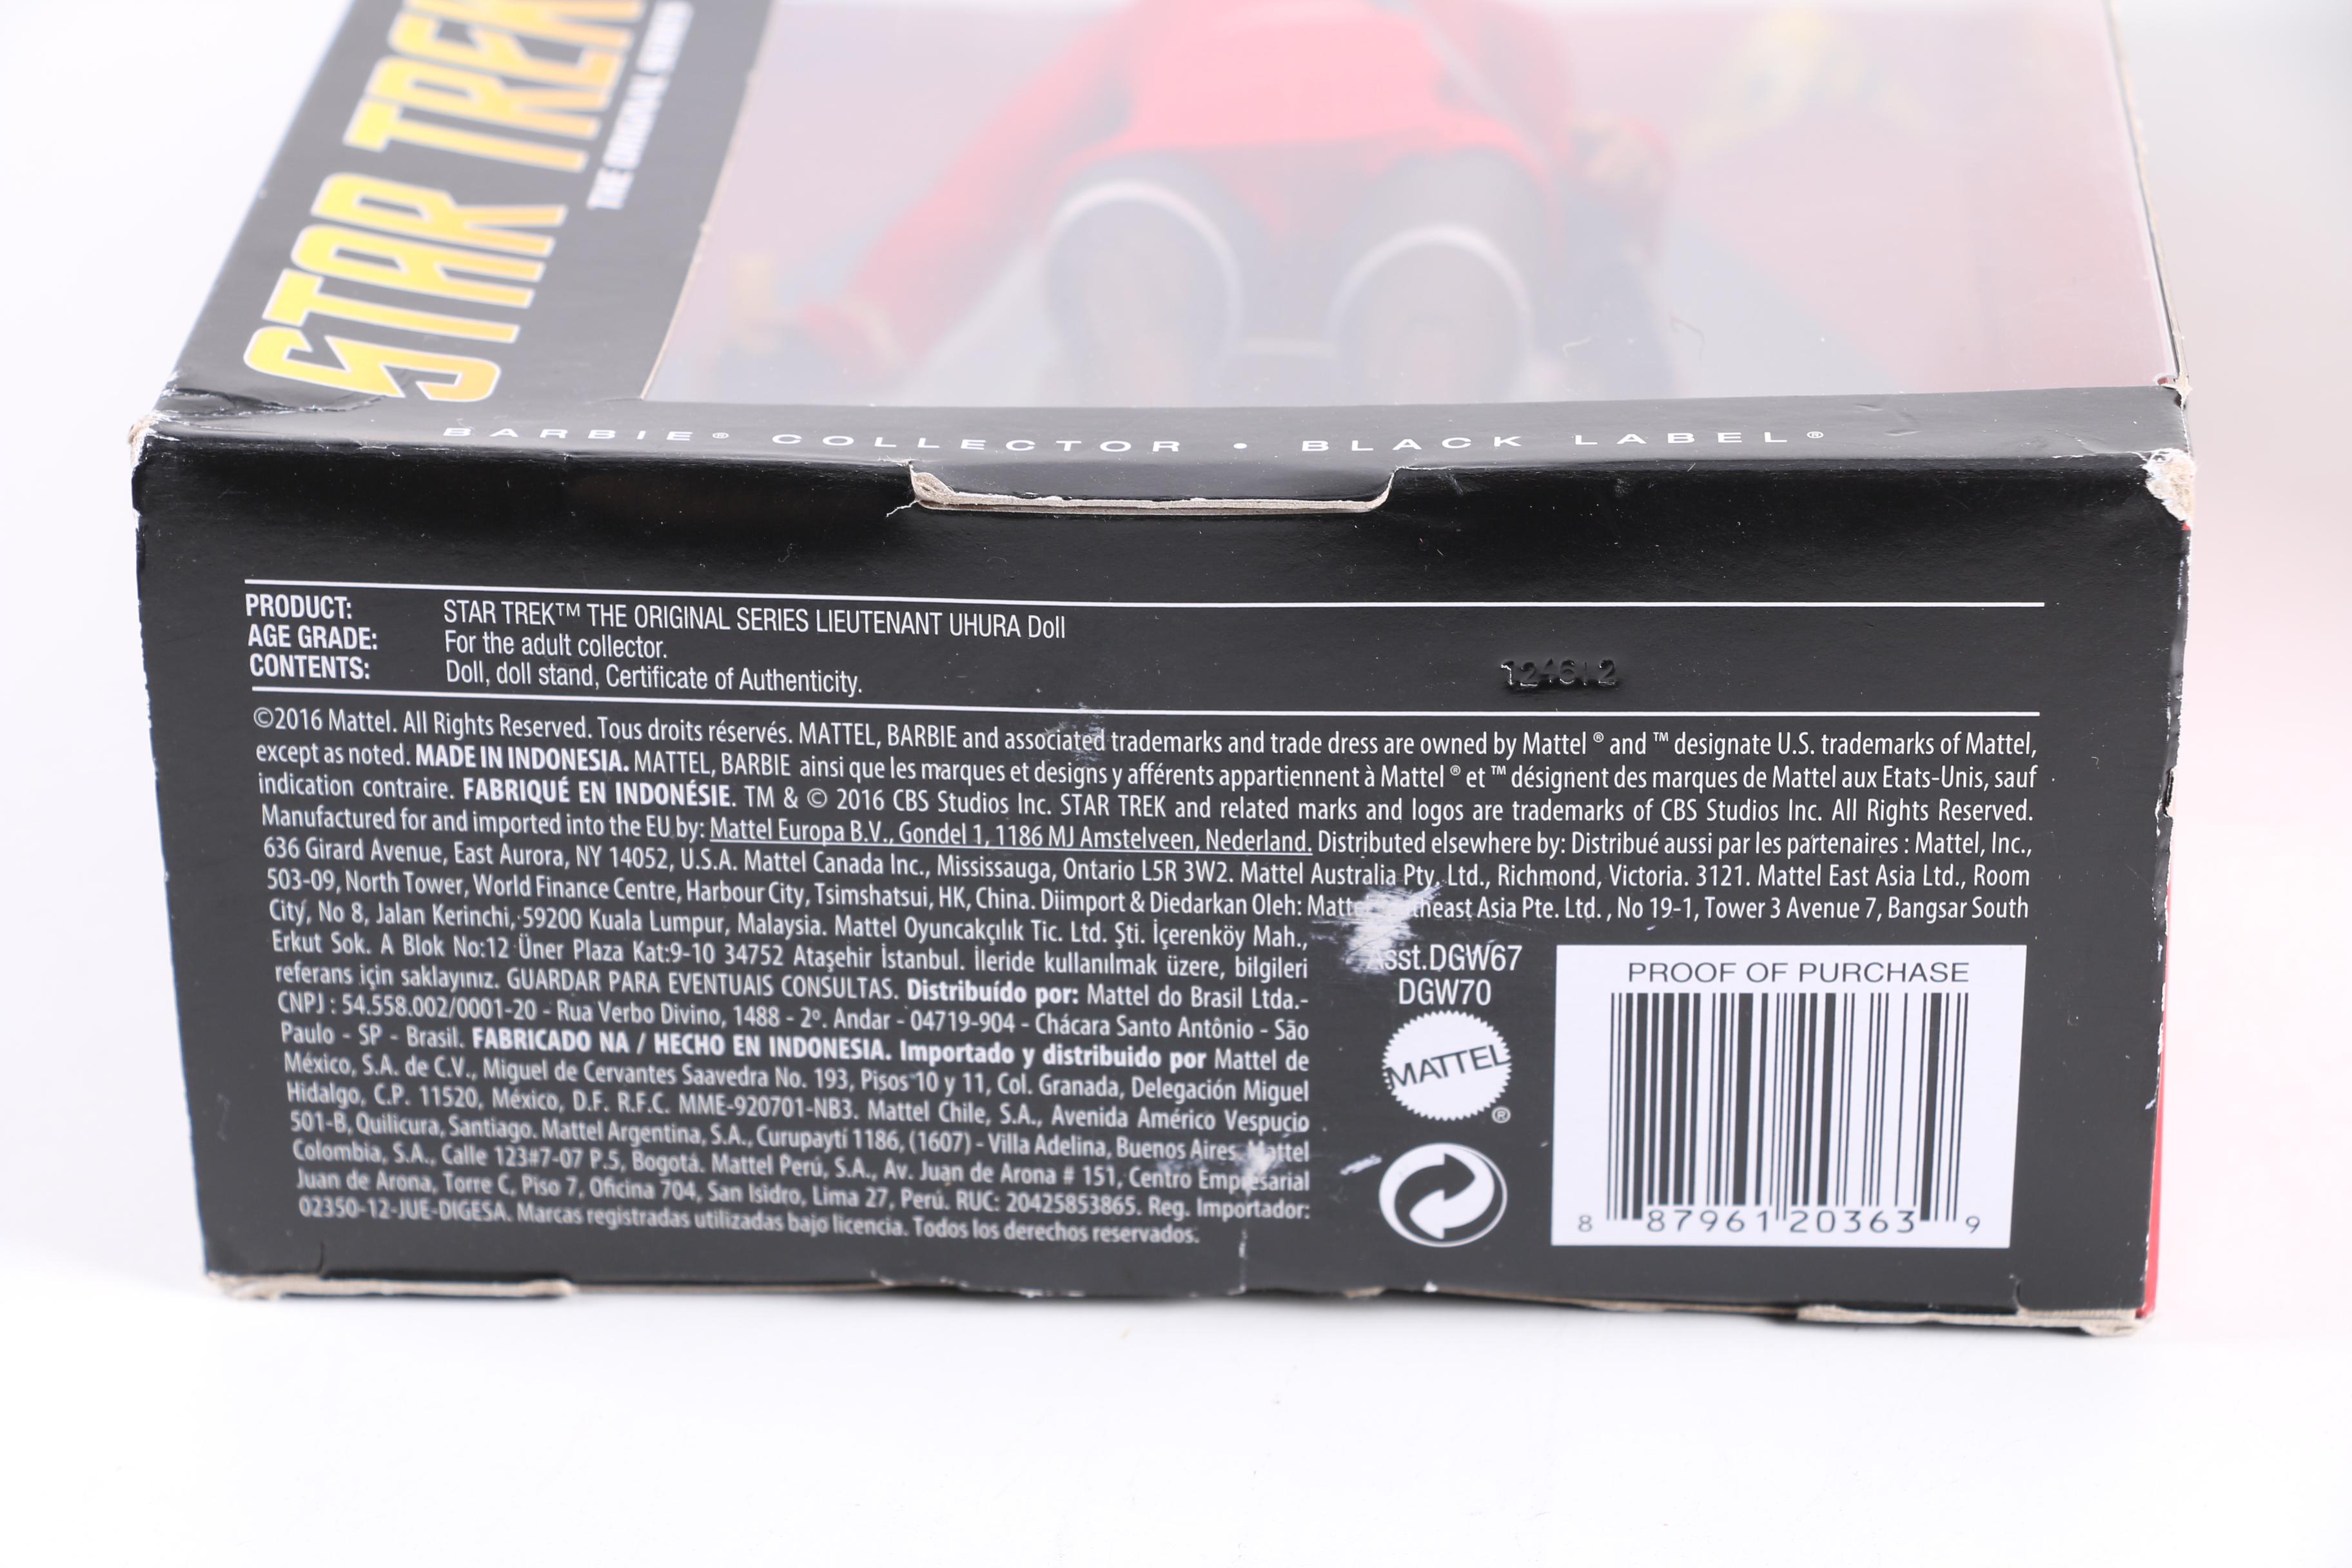 STAR TREK
THE ORIGINAL SERIES
BARBIE® COLLECTOR • BLACK LABEL®
PRODUCT: STAR TREK™ THE ORIGINAL SERIES LIEUTENANT UHURA Doll
AGE GRADE: For the adult collector.
CONTENTS: Doll, doll stand, Certificate of Authenticity.
©2016 Mattel. All Rights Reserved. Tous droits réservés. MATTEL, BARBIE and associated trademarks and trade dress are owned by Mattel ® and ™ designate U.S. trademarks of Mattel,
except as noted. MADE IN INDONESIA. MATTEL, BARBIE ainsi que les marques et designs y afférents appartiennent à Mattel ® et ™ désignent des marques de Mattel aux Etats-Unis, sauf
indication contraire. FABRIQUÉ EN INDONÉSIE. TM & © 2016 CBS Studios Inc. STAR TREK and related marks and logos are trademarks of CBS Studios Inc. All Rights Reserved.
Manufactured for and imported into the EU by: Mattel Europa B.V., Gondel 1, 1186 MJ Amstelveen, Nederland. Distributed elsewhere by: Distribué aussi par les partenaires : Mattel, Inc.,
636 Girard Avenue, East Aurora, NY 14052, U.S.A. Mattel Canada Inc., Mississauga, Ontario L5R 3W2. Mattel Australia Pty. Ltd., Richmond, Victoria. 3121. Mattel East Asia Ltd., Room
503-09, North Tower, World Finance Centre, Harbour City, Tsimshatsui, HK, China. Diimport & Diedarkan Oleh: Asia Pte. Ltd. , No 19-1, Tower 3 Avenue 7, Bangsar South
City, No 8, Jalan Kerinchi, 59200 Kuala Lumpur, Malaysia. Mattel Oyuncakçılık Tic. Ltd. Şti. İçerenköy Mah.,
Erkut Sok. A Blok No:12 Üner Plaza Kat:9-10 34752 Ataşehir İstanbul. İleride kullanılmak üzere, bilgileri
referans için saklayınız. GUARDAR PARA EVENTUAIS CONSULTAS. Distribuído por: Mattel do Brasil Ltda.-
CNPJ : 54.558.002/0001-20 - Rua Verbo Divino, 1488 - 2º. Andar - 04719-904 - Chácara Santo Antônio - São
Paulo - SP - Brasil. FABRICADO NA / HECHO EN INDONESIA. Importado y distribuido por Mattel de
México, S.A. de C.V., Miguel de Cervantes Saavedra No. 193, Pisos 10 y 11, Col. Granada, Delegación Miguel
Hidalgo, C.P. 11520, México, D.F. R.F.C. MME-920701-NB3. Mattel Chile, S.A., Avenida Américo Vespucio
501-B, Quilicura, Santiago. Mattel Argentina, S.A., Curupaytí 1186, (1607) - Villa Adelina, Buenos Aires. Mattel
Colombia, S.A., Calle 123#7-07 P.5, Bogotá. Mattel Perú, S.A., Av. Juan de Arona # 151, Centro Empresarial
Juan de Arona, Torre C, Piso 7, Oficina 704, San Isidro, Lima 27, Perú. RUC: 20425853865. Reg. Importador:
02350-12-JUE-DIGESA. Marcas registradas utilizadas bajo licencia. Todos los derechos reservados.
Asst.DGW67
DGW70
MATTEL
®
PROOF OF PURCHASE
8 87961 20363 9